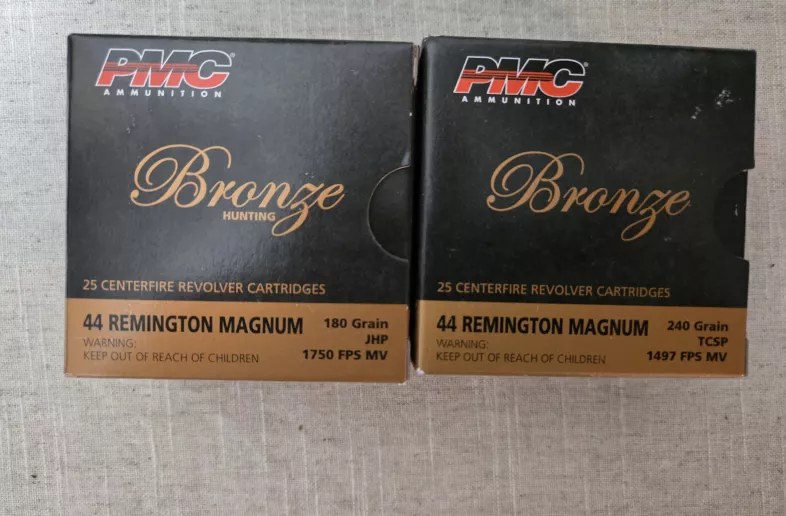 PMC®
AMMUNITION
Bronze
HUNTING
25 CENTERFIRE REVOLVER CARTRIDGES
44 REMINGTON MAGNUM
WARNING:
KEEP OUT OF REACH OF CHILDREN
180 Grain
JHP
1750 FPS MV
PMC®
AMMUNITION
Bronze
25 CENTERFIRE REVOLVER CARTRIDGES
44 REMINGTON MAGNUM
WARNING:
KEEP OUT OF REACH OF CHILDREN
240 Grain
TCSP
1497 FPS MV